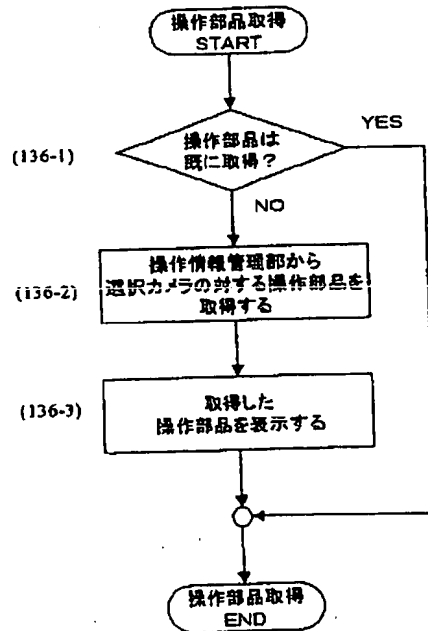 操作部品取得
START
YES
(136-1)
操作部品は
既に取得？
NO
(136-2)
操作情報管理部から
選択カメラの対する操作部品を
取得する
(136-3)
取得した
操作部品を表示する
操作部品取得
END